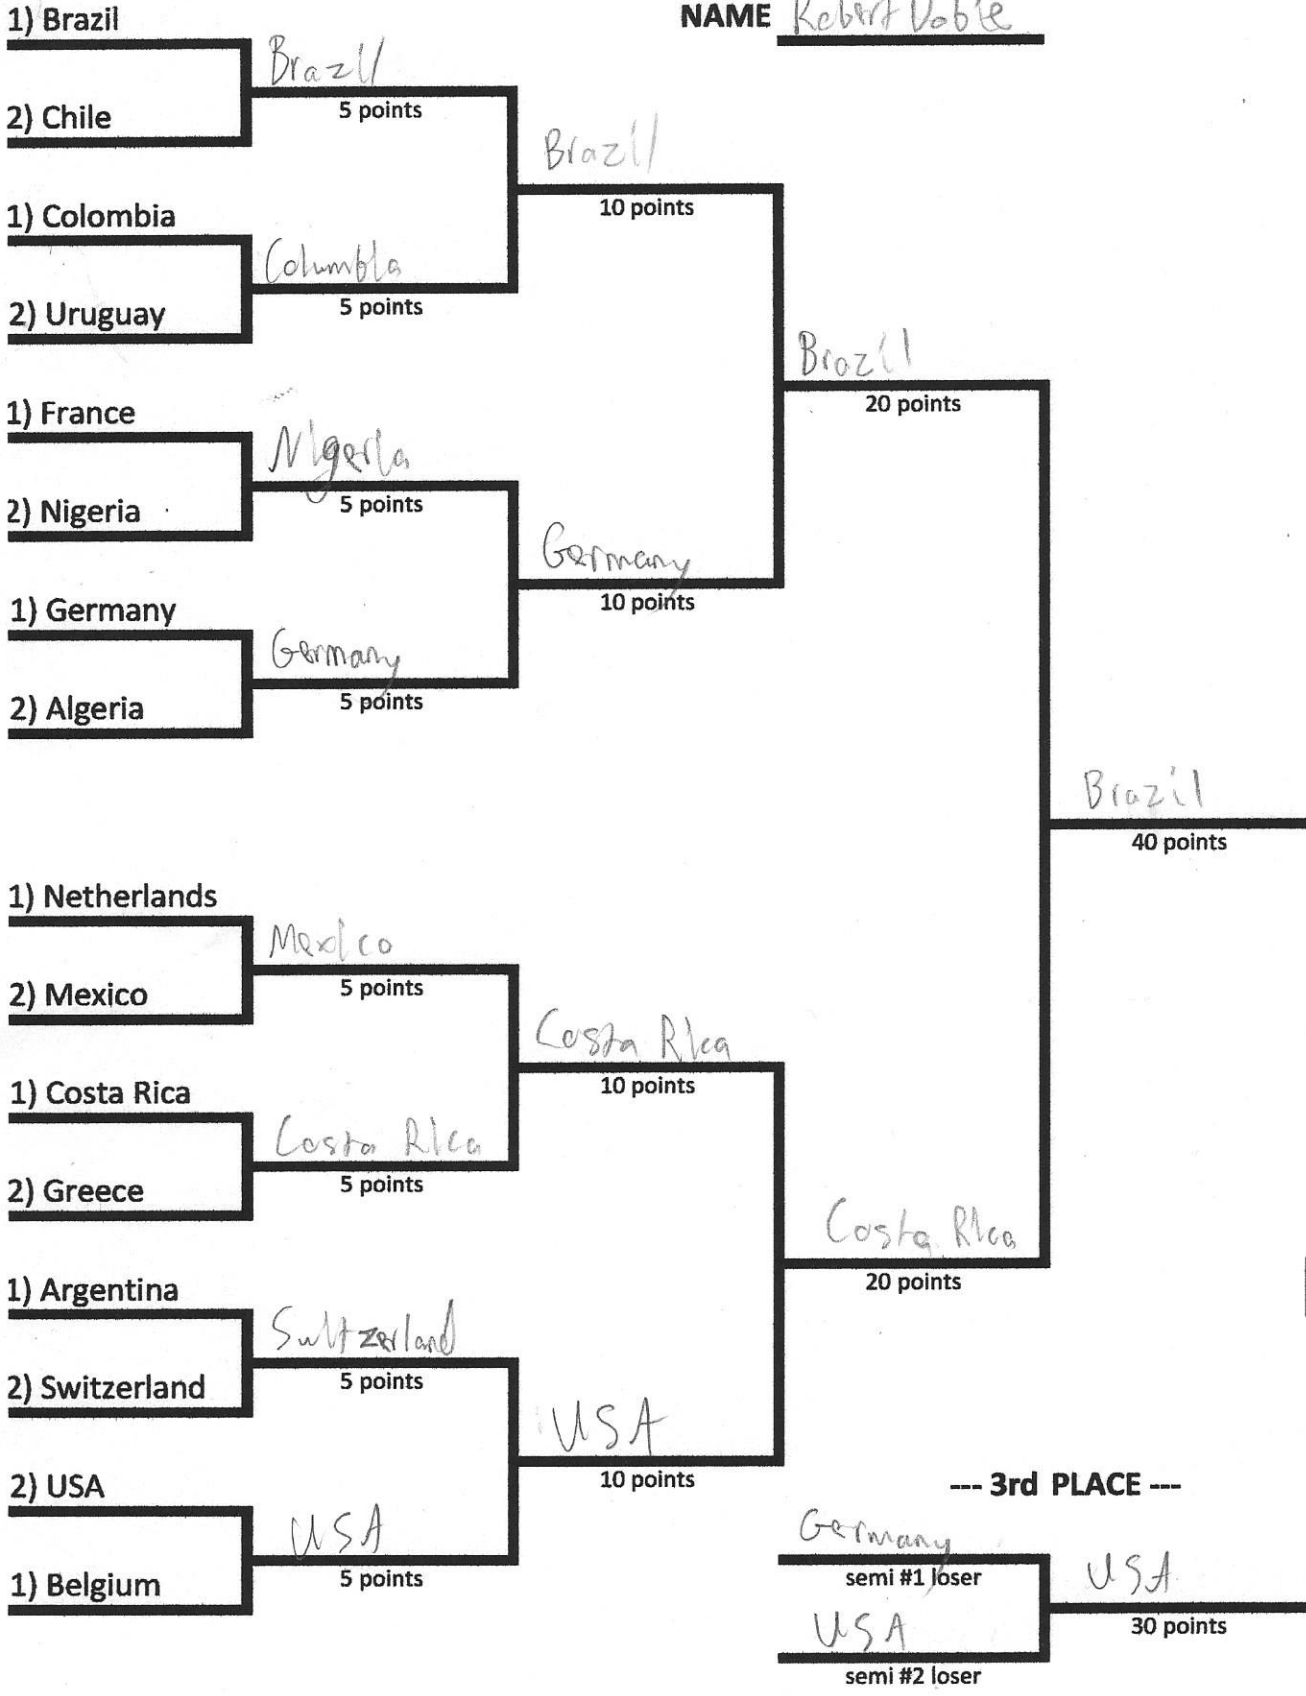 1) Brazil
NAME Robert Doble
Brazil
5 points
2) Chile
Brazil
10 points
1) Colombia
Columbia
5 points
2) Uruguay
Brazil
20 points
1) France
Nigeria
5 points
2) Nigeria
Germany
10 points
1) Germany
Germany
5 points
2) Algeria
Brazil
40 points
1) Netherlands
Mexico
5 points
2) Mexico
Costa Rica
10 points
1) Costa Rica
Costa Rica
5 points
2) Greece
Costa Rica
20 points
1) Argentina
Switzerland
5 points
2) Switzerland
USA
10 points
2) USA
--- 3rd PLACE ---
USA
5 points
1) Belgium
Germany
semi #1 loser
USA
30 points
USA
semi #2 loser